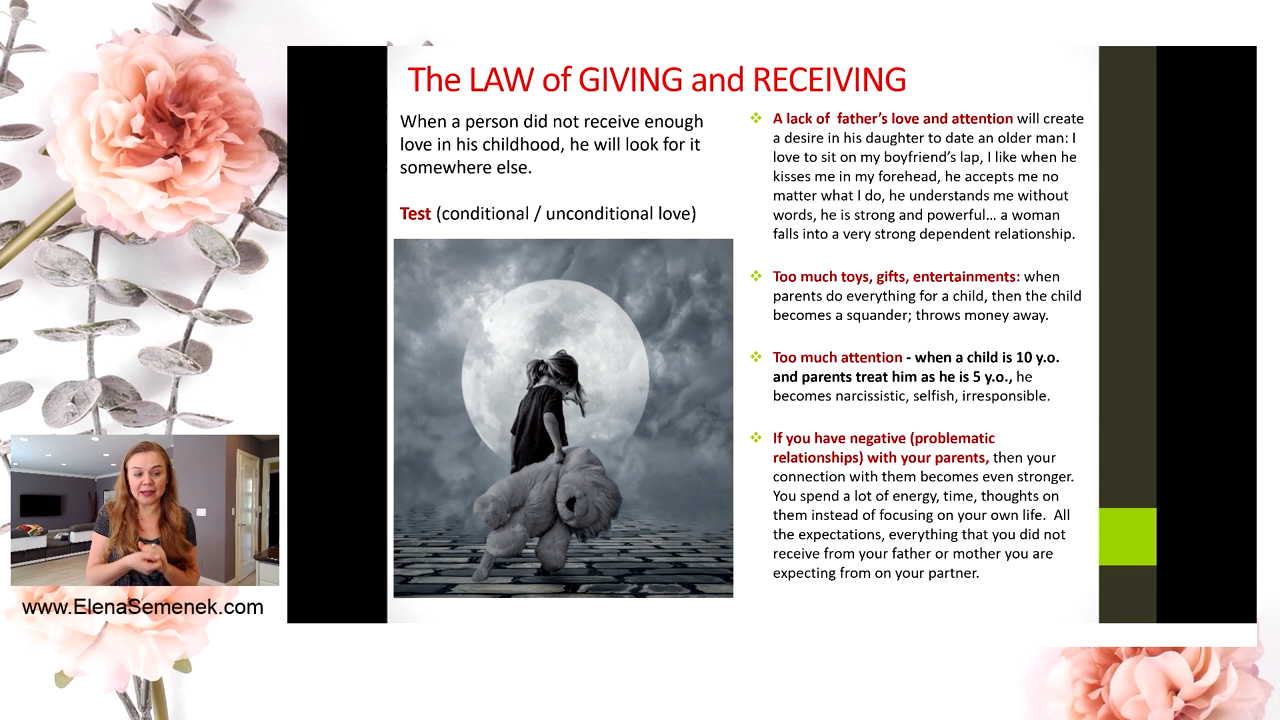 The LAW of GIVING and RECEIVING
When a person did not receive enough
love in his childhood, he will look for it
somewhere else.
Test (conditional / unconditional love)
A lack of father's love and attention will create
a desire in his daughter to date an older man: I
love to sit on my boyfriend's lap, I like when he
kisses me in my forehead, he accepts me no
matter what I do, he understands me without
words, he is strong and powerful... a woman
falls into a very strong dependent relationship.
Too much toys, gifts, entertainments: when
parents do everything for a child, then the child
becomes a squander; throws money away.
Too much attention - when a child is 10 y.o.
and parents treat him as he is 5 y.o., he
becomes narcissistic, selfish, irresponsible.
If you have negative (problematic
relationships) with your parents, then your
connection with them becomes even stronger.
You spend a lot of energy, time, thoughts on
them instead of focusing on your own life. All
the expectations, everything that you did not
receive from your father or mother you are
expecting from on your partner.
www.ElenaSemenek.com